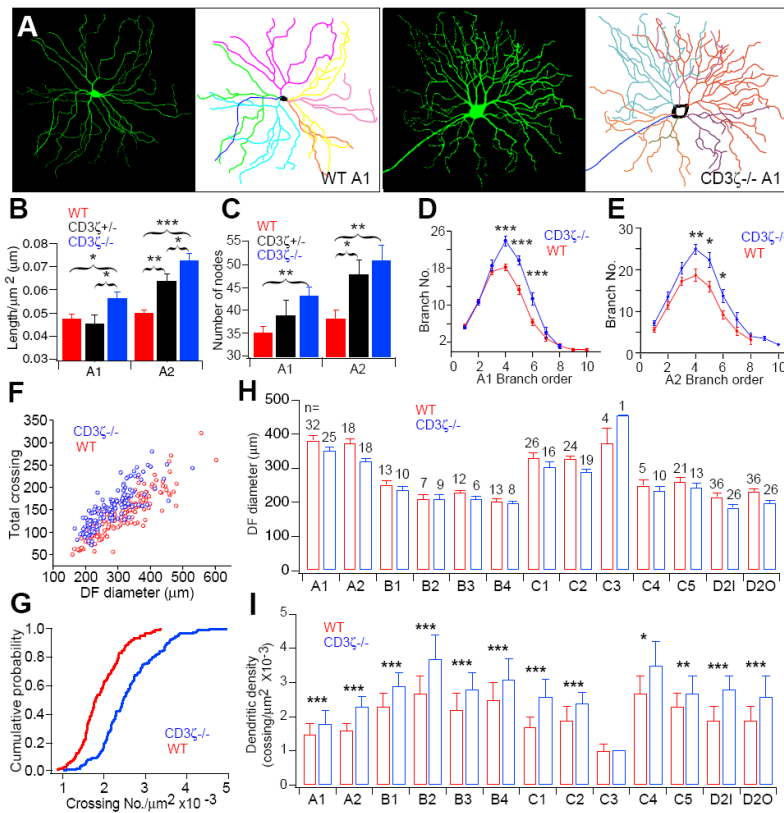 A
WT A1
CD3ζ-/- A1
B
WT
CD3ζ+/-
CD3ζ-/-
Length/µm² (µm)
0.08
0.07
0.06
0.05
0.04
0.03
*
*
**
***
*
A1
A2
C
WT
CD3ζ+/-
CD3ζ-/-
Number of nodes
55
50
45
40
35
30
**
*
**
A1
A2
D
CD3ζ-/-
WT
Branch No.
26
18
12
6
0
***
***
***
0 2 4 6 8 10
A1 Branch order
E
CD3ζ-/-
WT
Branch No.
30
20
10
0
**
*
*
0 2 4 6 8 10
A2 Branch order
F
CD3ζ-/-
WT
Total crossing
350
300
250
200
150
100
50
100 200 300 400 500 600
DF diameter (µm)
H
WT
CD3ζ-/-
DF diameter (µm)
500
400
300
200
100
0
n=
32 25 18 18 13 10 7 9 12 6 13 8 26 16 24 19 4 1 5 10 21 13 36 26 36 26
A1 A2 B1 B2 B3 B4 C1 C2 C3 C4 C5 D2I D2O
G
CD3ζ-/-
WT
Cumulative probability
1.0
0.8
0.6
0.4
0.2
0.0
1 2 3 4 5
Crossing No./µm² x10 -3
I
WT
CD3ζ-/-
Dendritic density
(cossing/µm² X10-3)
5
4
3
2
1
0
*** *** *** *** *** *** *** *** * ** *** ***
A1 A2 B1 B2 B3 B4 C1 C2 C3 C4 C5 D2I D2O